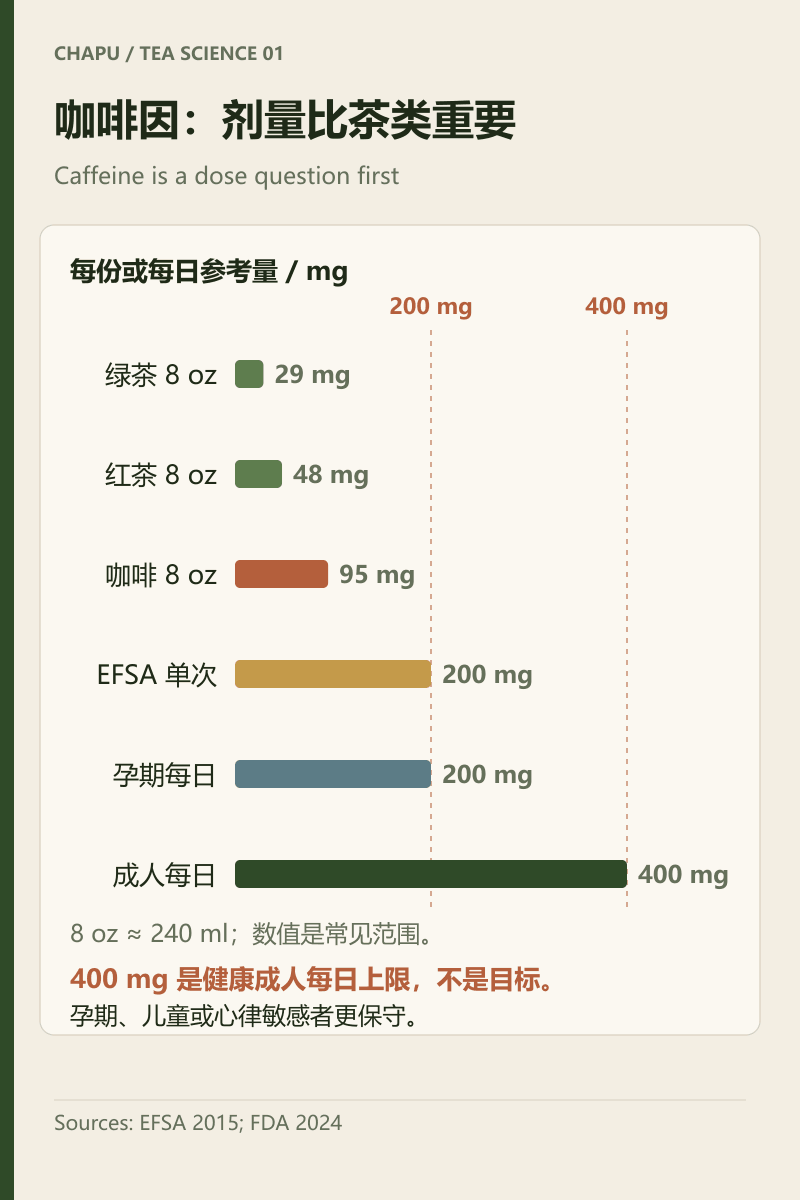 CHAPU / TEA SCIENCE 01
咖啡因：剂量比茶类重要
Caffeine is a dose question first
每份或每日参考量 / mg
200 mg 400 mg
绿茶 8 oz 29 mg
红茶 8 oz 48 mg
咖啡 8 oz 95 mg
EFSA 单次 200 mg
孕期每日 200 mg
成人每日 400 mg
8 oz ≈ 240 ml；数值是常见范围。
400 mg 是健康成人每日上限，不是目标。
孕期、儿童或心律敏感者更保守。
Sources: EFSA 2015; FDA 2024